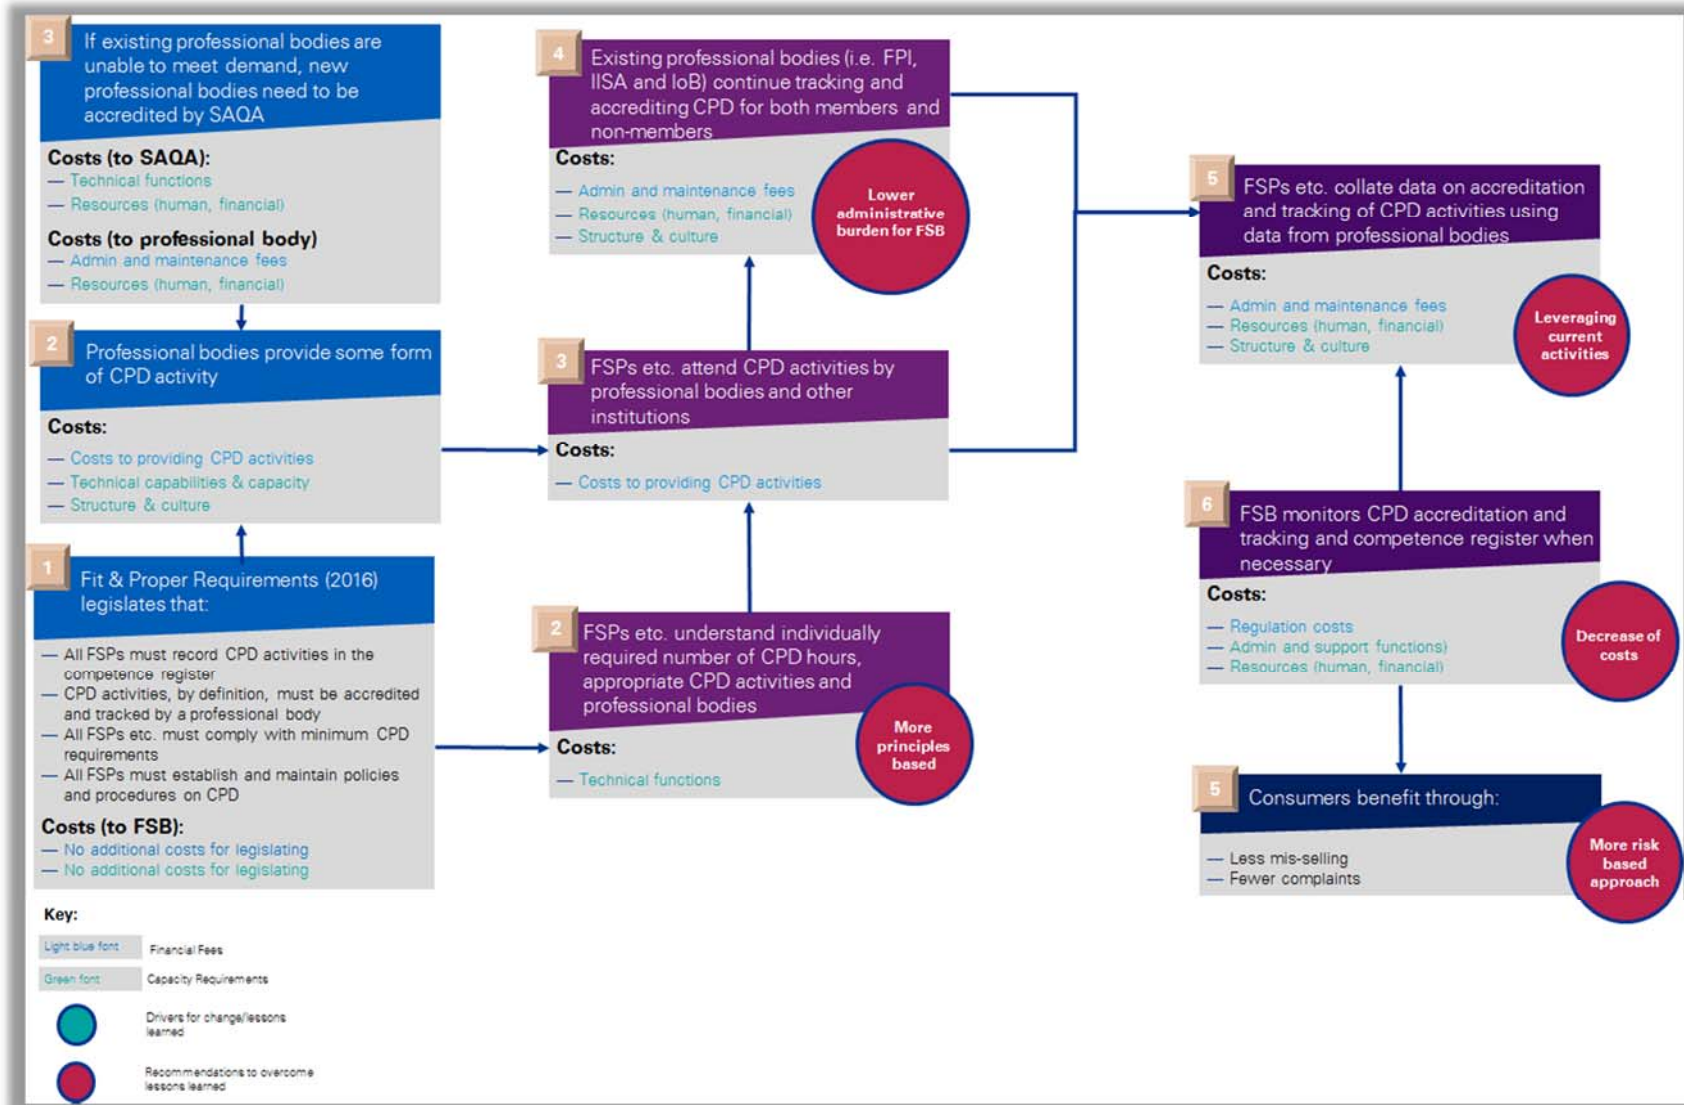 3
If existing professional bodies are
unable to meet demand, new
professional bodies need to be
accredited by SAQA
Costs (to SAQA):
— Technical functions
— Resources (human, financial)
Costs (to professional body)
— Admin and maintenance fees
— Resources (human, financial)
2
Professional bodies provide some form
of CPD activity
Costs:
— Costs to providing CPD activities
— Technical capabilities & capacity
— Structure & culture
1
Fit & Proper Requirements (2016)
legislates that:
— All FSPs must record CPD activities in the
competence register
— CPD activities, by definition, must be accredited
and tracked by a professional body
— All FSPs etc. must comply with minimum CPD
requirements
— All FSPs must establish and maintain policies
and procedures on CPD
Costs (to FSB):
— No additional costs for legislating
— No additional costs for legislating
Key:
Light blue font
Financial Fees
Green font
Capacity Requirements
Drivers for change/lessons
learned
Recommendations to overcome
lessons learned
4
Existing professional bodies (i.e. FPI,
IISA and IoB) continue tracking and
accrediting CPD for both members and
non-members
Costs:
— Admin and maintenance fees
— Resources (human, financial)
— Structure & culture
Lower
administrative
burden for FSB
3
FSPs etc. attend CPD activities by
professional bodies and other
institutions
Costs:
— Costs to providing CPD activities
2
FSPs etc. understand individually
required number of CPD hours,
appropriate CPD activities and
professional bodies
Costs:
— Technical functions
More
principles
based
5
FSPs etc. collate data on accreditation
and tracking of CPD activities using
data from professional bodies
Costs:
— Admin and maintenance fees
— Resources (human, financial)
— Structure & culture
Leveraging
current
activities
6
FSB monitors CPD accreditation and
tracking and competence register when
necessary
Costs:
— Regulation costs
— Admin and support functions)
— Resources (human, financial)
Decrease of
costs
5
Consumers benefit through:
— Less mis-selling
— Fewer complaints
More risk
based
approach